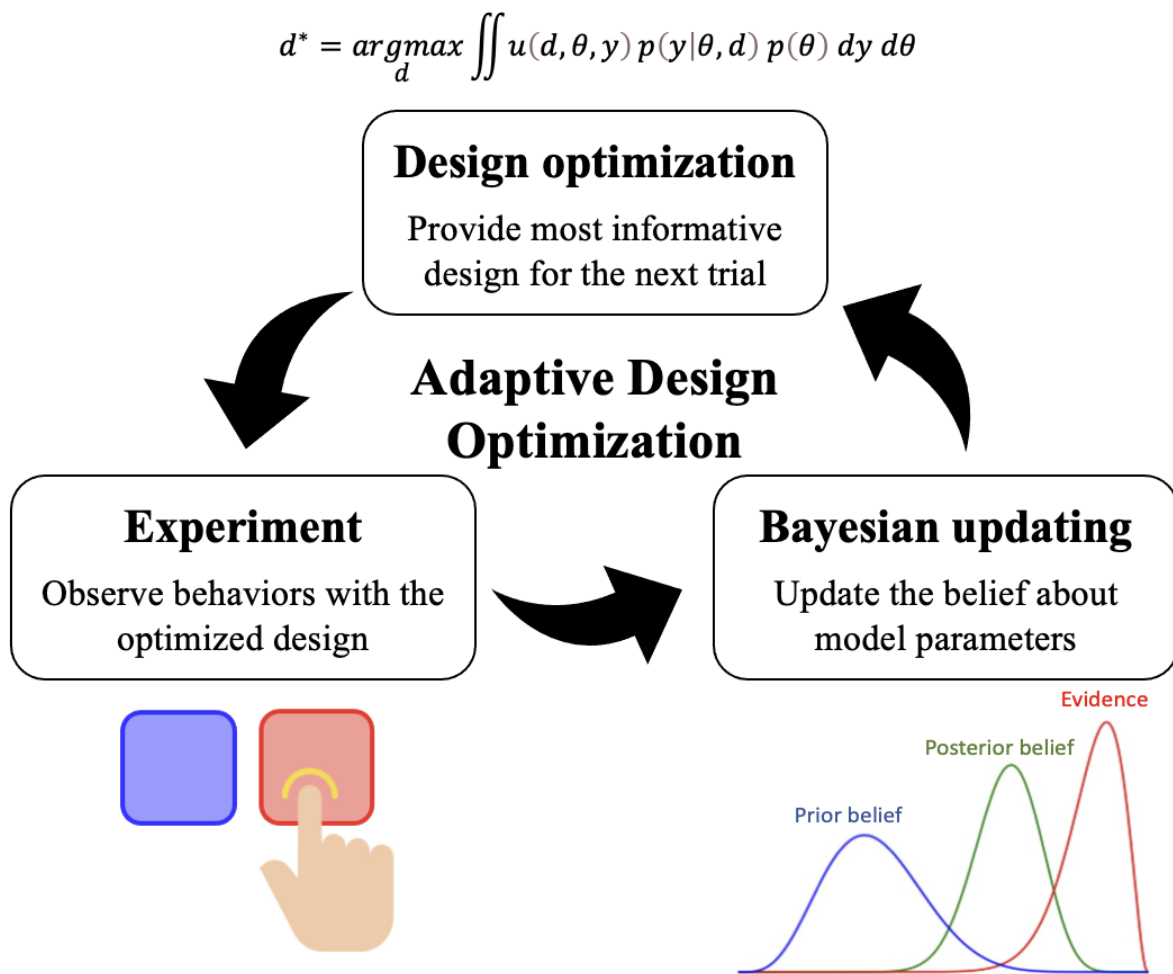 d* = argmax ∬ u(d, θ, y) p(y|θ, d) p(θ) dy dθ
d
Design optimization
Provide most informative
design for the next trial
Adaptive Design
Optimization
Experiment
Observe behaviors with the
optimized design
Bayesian updating
Update the belief about
model parameters
Evidence
Posterior belief
Prior belief